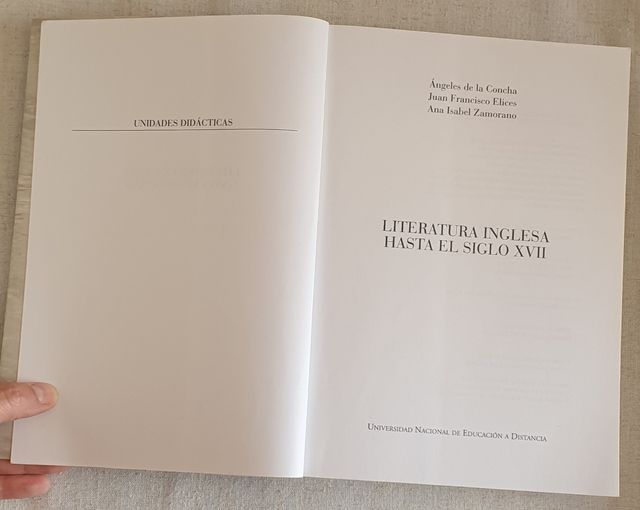 UNIDADES DIDÁCTICAS
Ángeles de la Concha
Juan Francisco Elices
Ana Isabel Zamorano
LITERATURA INGLESA
HASTA EL SIGLO XVII
UNIVERSIDAD NACIONAL DE EDUCACIÓN A DISTANCIA